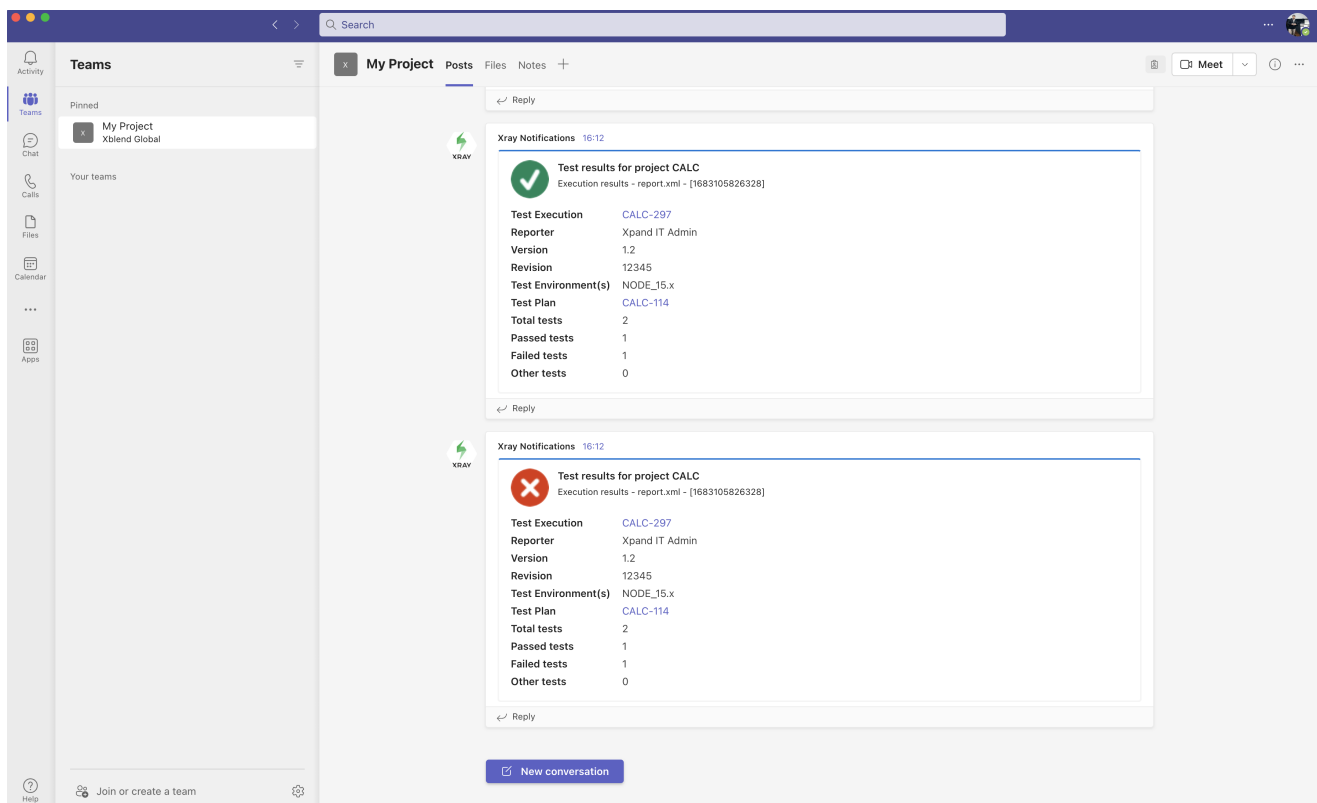 Search
Activity
Teams
Chat
Calls
Files
Calendar
Apps
Help
Teams
Pinned
X
My Project
Xblend Global
Your teams
Join or create a team
X
My Project Posts Files Notes
Meet
Reply
XRAY
Xray Notifications 16:12
Test results for project CALC
Execution results - report.xml - [1683105826328]
Test Execution CALC-297
Reporter Xpand IT Admin
Version 1.2
Revision 12345
Test Environment(s) NODE_15.x
Test Plan CALC-114
Total tests 2
Passed tests 1
Failed tests 1
Other tests 0
Reply
XRAY
Xray Notifications 16:12
Test results for project CALC
Execution results - report.xml - [1683105826328]
Test Execution CALC-297
Reporter Xpand IT Admin
Version 1.2
Revision 12345
Test Environment(s) NODE_15.x
Test Plan CALC-114
Total tests 2
Passed tests 1
Failed tests 1
Other tests 0
Reply
New conversation